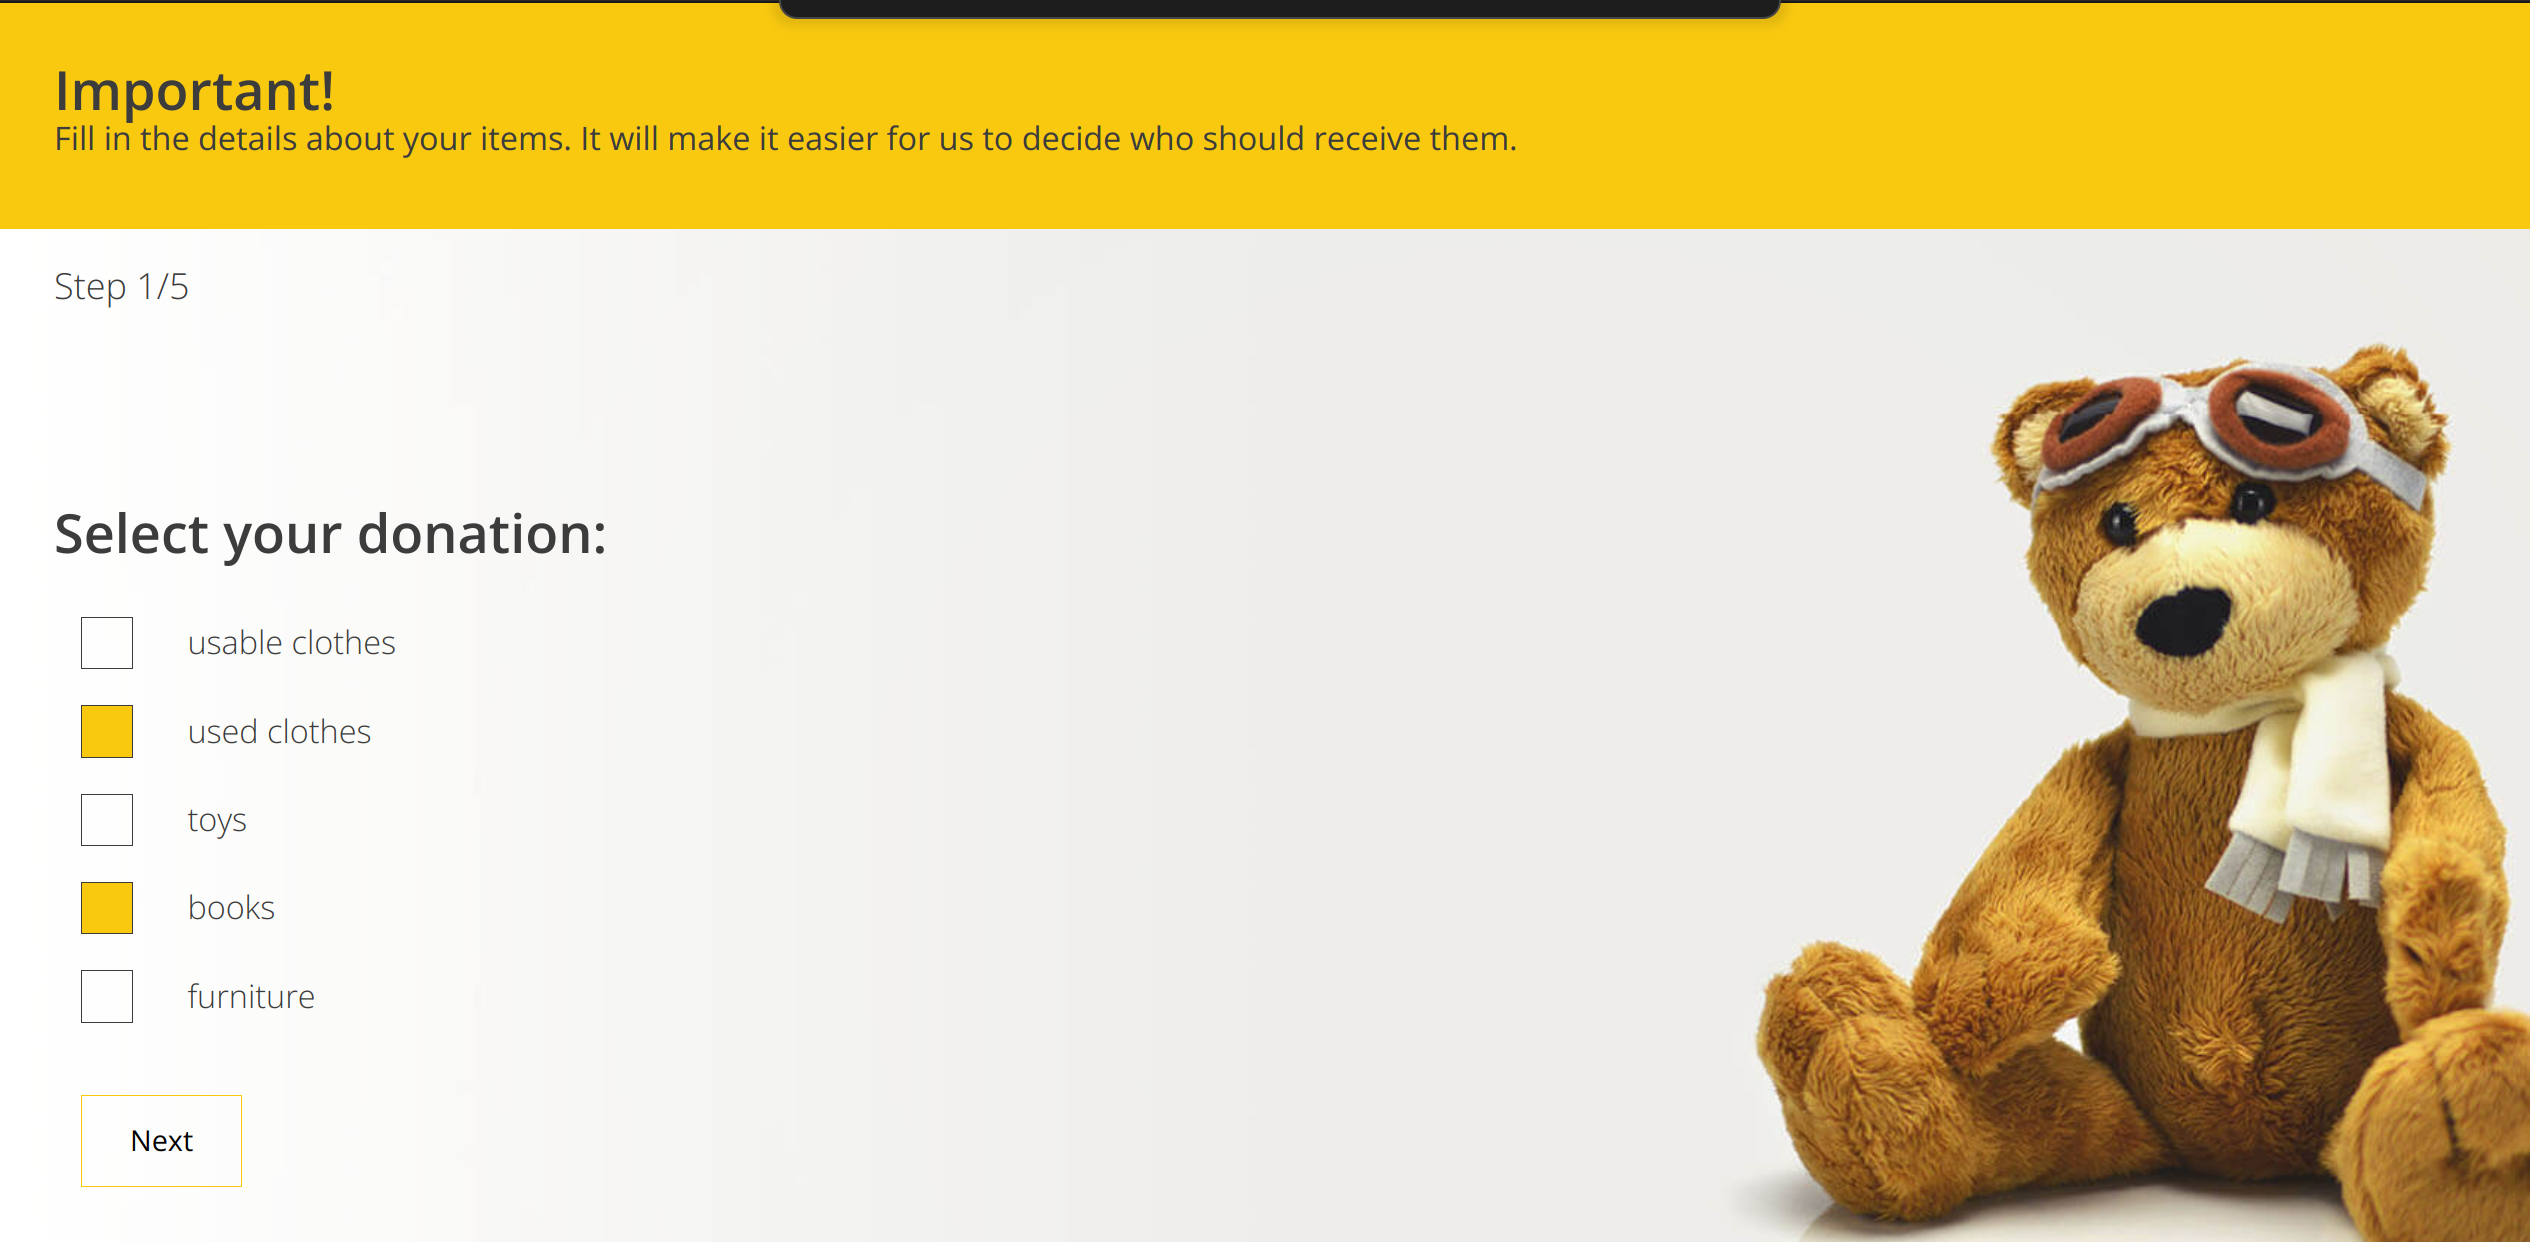 Important!
Fill in the details about your items. It will make it easier for us to decide who should receive them.
Step 1/5
Select your donation:
usable clothes
used clothes
toys
books
furniture
Next